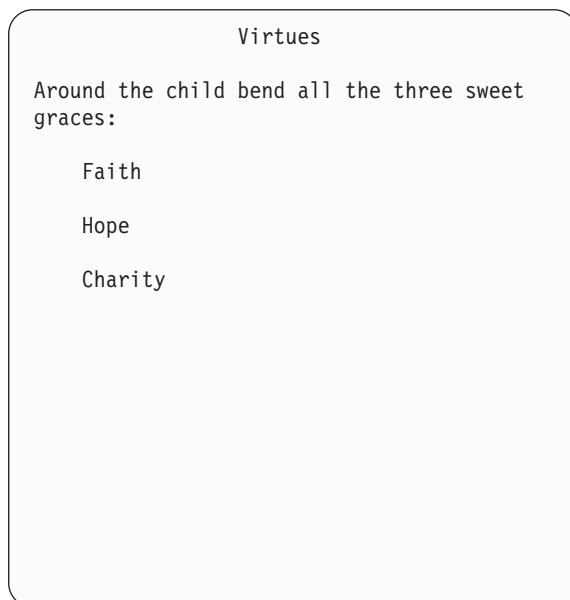 Virtues
Around the child bend all the three sweet
graces:
Faith
Hope
Charity